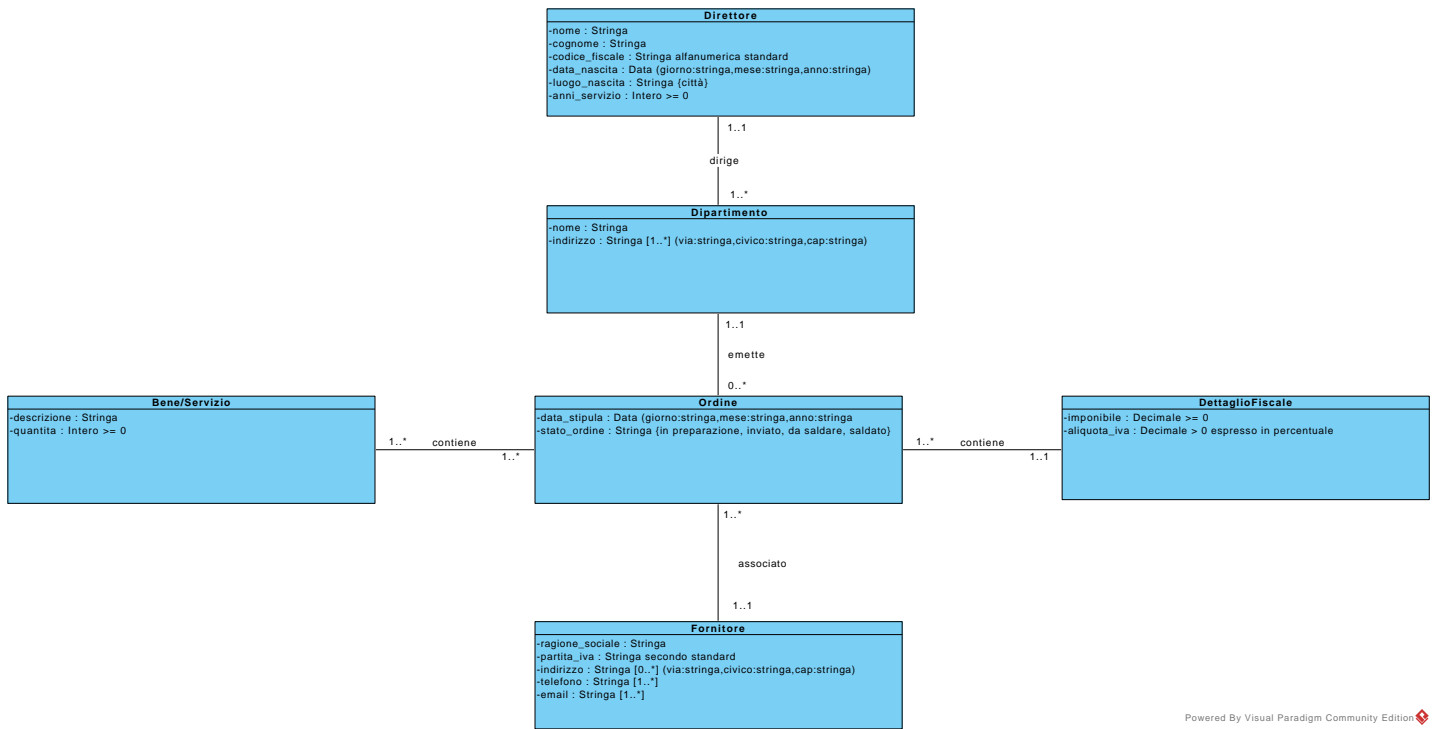 Direttore
-nome : Stringa
-cognome : Stringa
-codice_fiscale : Stringa alfanumerica standard
-data_nascita : Data (giorno:stringa,mese:stringa,anno:stringa)
-luogo_nascita : Stringa {città}
-anni_servizio : Intero >= 0
1..1
dirige
1..*
Dipartimento
-nome : Stringa
-indirizzo : Stringa [1..*] (via:stringa,civico:stringa,cap:stringa)
1..1
emette
0..*
Bene/Servizio
-descrizione : Stringa
-quantita : Intero >= 0
1..*
contiene
1..*
Ordine
-data_stipula : Data (giorno:stringa,mese:stringa,anno:stringa
-stato_ordine : Stringa {in preparazione, inviato, da saldare, saldato}
1..*
contiene
1..1
DettaglioFiscale
-imponibile : Decimale >= 0
-aliquota_iva : Decimale > 0 espresso in percentuale
1..*
associato
1..1
Fornitore
-ragione_sociale : Stringa
-partita_iva : Stringa secondo standard
-indirizzo : Stringa [0..*] (via:stringa,civico:stringa,cap:stringa)
-telefono : Stringa [1..*]
-email : Stringa [1..*]
Powered By Visual Paradigm Community Edition